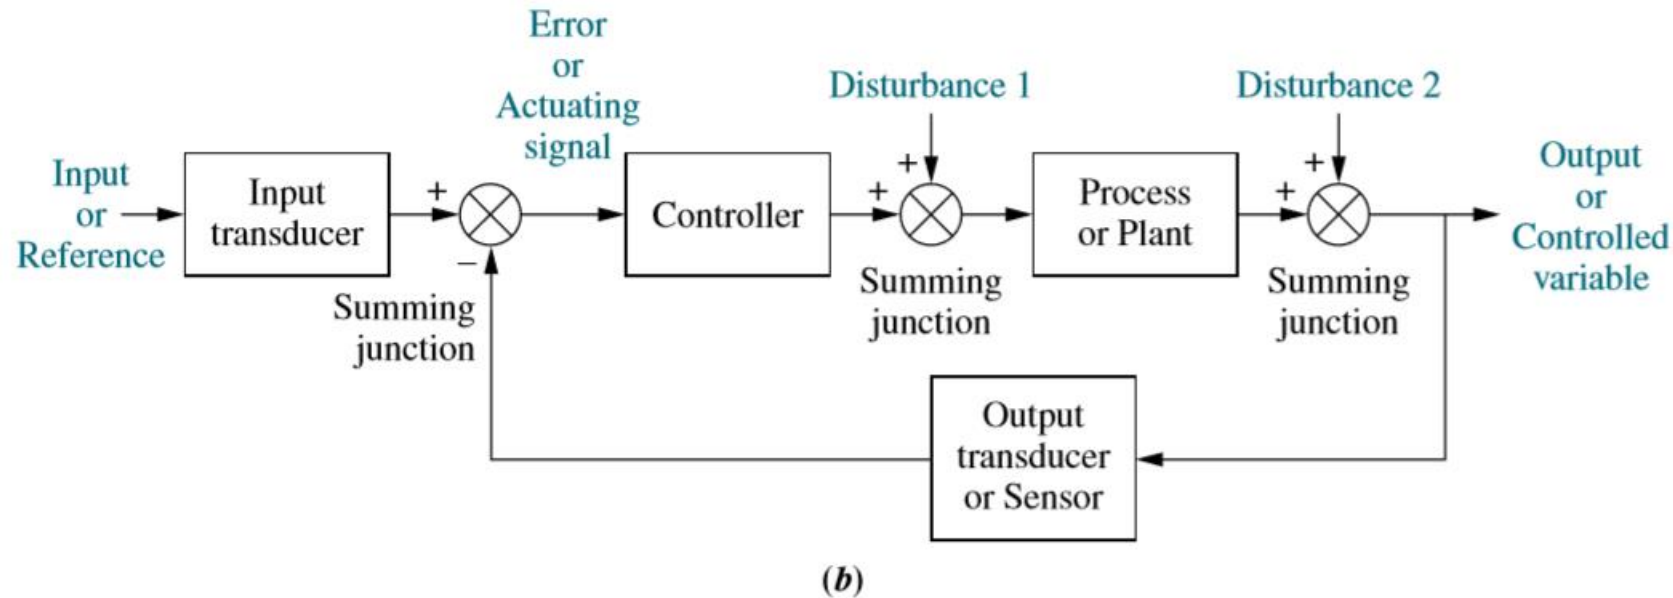 Error
or
Actuating
signal
Disturbance 1
Disturbance 2
Input
or
Reference
Input
transducer
+
−
Summing
junction
Controller
+
+
Summing
junction
Process
or Plant
+
+
Summing
junction
Output
or
Controlled
variable
Output
transducer
or Sensor
(b)